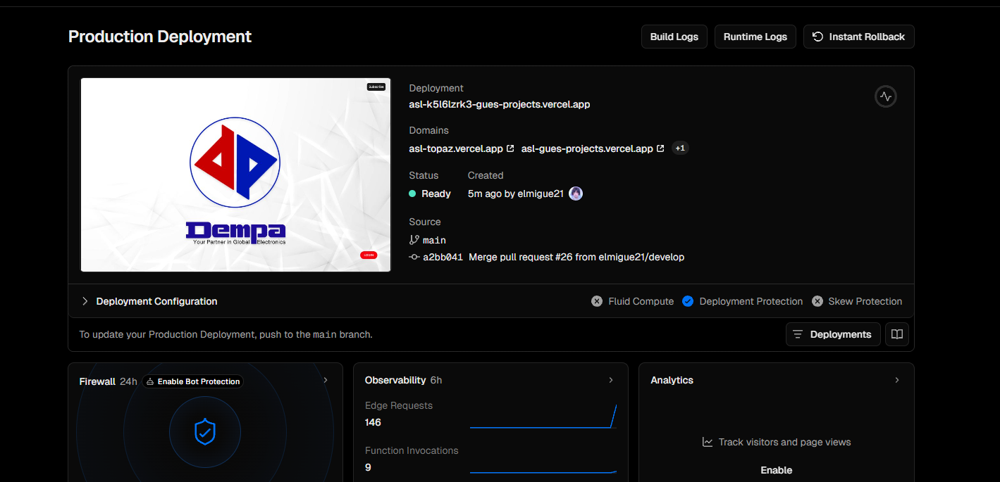 Production Deployment
Build Logs
Runtime Logs
Instant Rollback
Subscribe
Dempa
Your Partner in Global Electronics
LOGIN
Deployment
asl-k5l6lzrk3-gues-projects.vercel.app
Domains
asl-topaz.vercel.app asl-gues-projects.vercel.app +1
Status Created
Ready 5m ago by elmigue21
Source
main
a2bb041 Merge pull request #26 from elmigue21/develop
Deployment Configuration
Fluid Compute Deployment Protection Skew Protection
To update your Production Deployment, push to the main branch.
Deployments
Firewall 24h Enable Bot Protection
Observability 6h
Edge Requests
146
Function Invocations
9
Analytics
Track visitors and page views
Enable